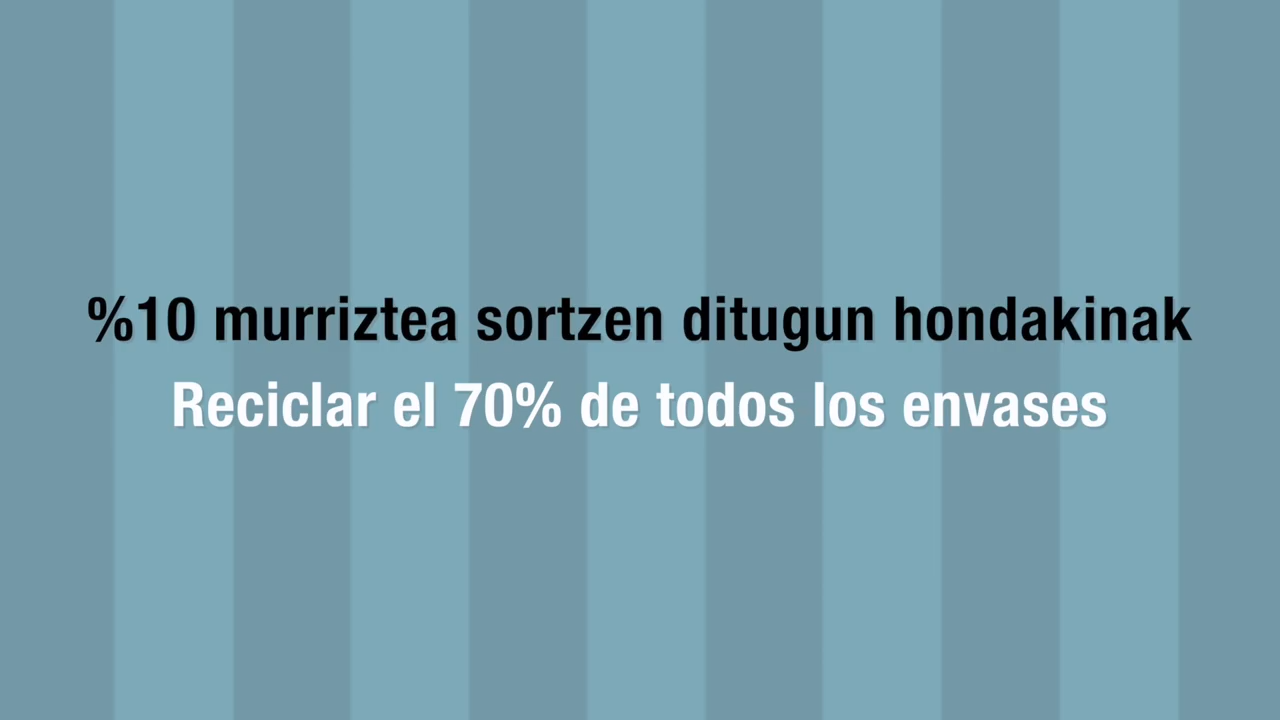 %10 murriztea sortzen ditugun hondakinak
Reciclar el 70% de todos los envases